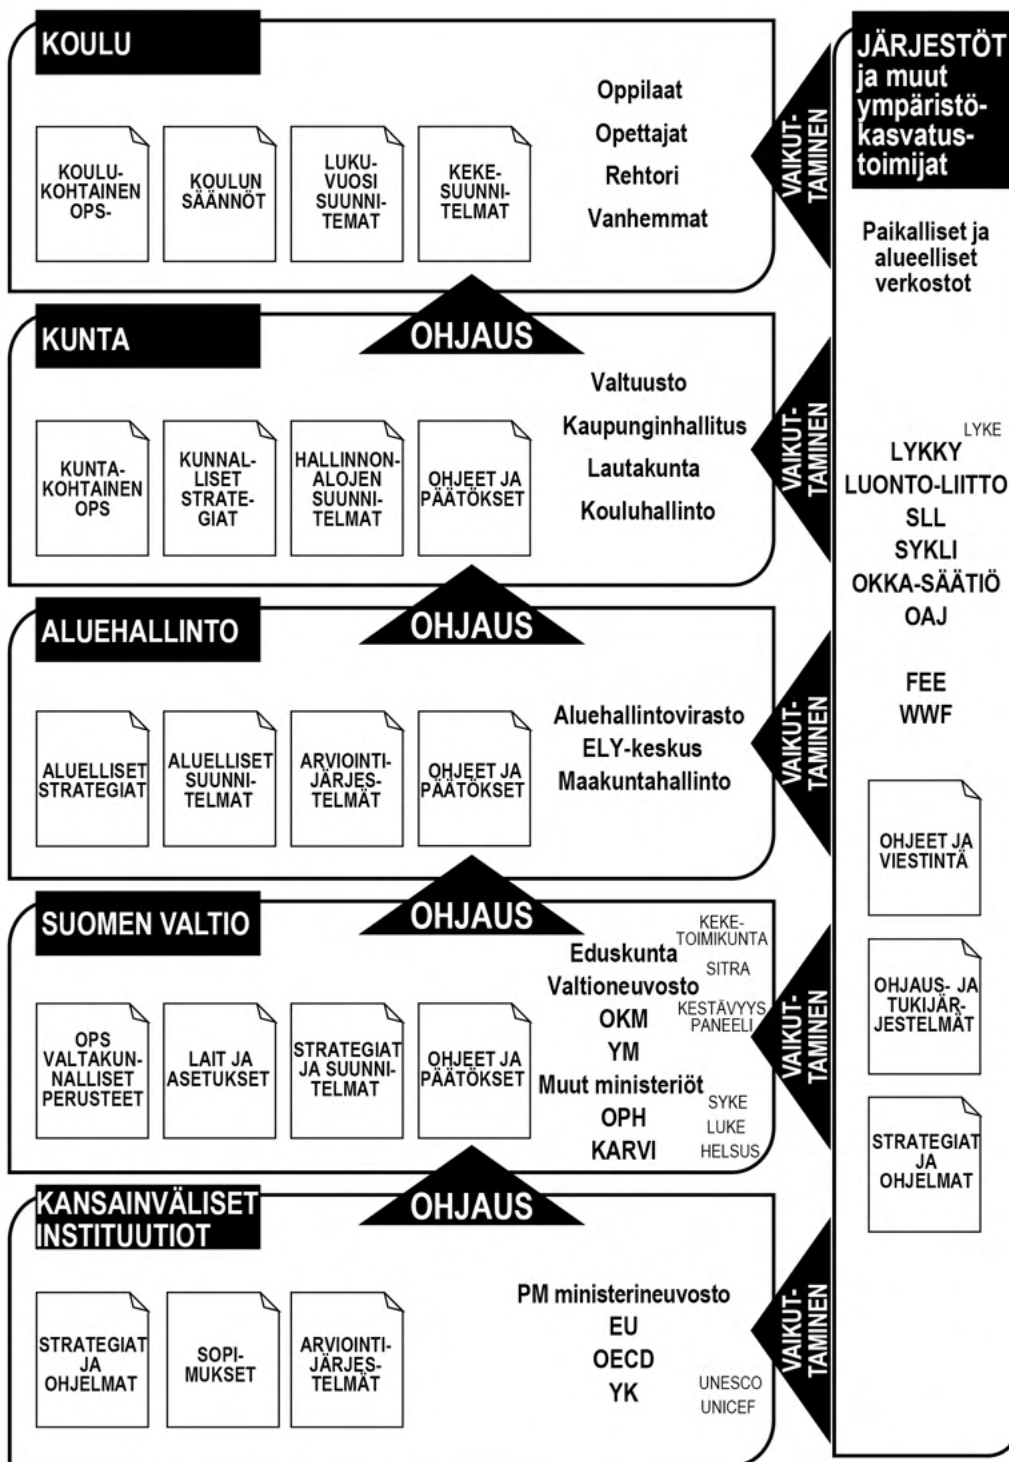 KOULU
KOULU-
KOHTAINEN
OPS-
KOULUN
SÄÄNNÖT
LUKU-
VUOSI
SUUNNI-
TEMAT
KEKE-
SUUNNI-
TELMAT
Oppilaat
Opettajat
Rehtori
Vanhemmat
VAIKUT-
TAMINEN
OHJAUS
KUNTA
KUNTA-
KOHTAINEN
OPS
KUNNAL-
LISET
STRATE-
GIAT
HALLINNON-
ALOJEN
SUUNNI-
TELMAT
OHJEET JA
PÄÄTÖKSET
Valtuusto
Kaupunginhallitus
Lautakunta
Kouluhallinto
VAIKUT-
TAMINEN
OHJAUS
ALUEHALLINTO
ALUELLISET
STRATEGIAT
ALUELLISET
SUUNNI-
TELMAT
ARVIOINTI-
JÄRJES-
TELMÄT
OHJEET JA
PÄÄTÖKSET
Aluehallintovirasto
ELY-keskus
Maakuntahallinto
VAIKUT-
TAMINEN
OHJAUS
SUOMEN VALTIO
OPS
VALTAKUN-
NALLISET
PERUSTEET
LAIT JA
ASETUKSET
STRATEGIAT
JA SUUNNI-
TELMAT
OHJEET JA
PÄÄTÖKSET
Eduskunta
Valtioneuvosto
OKM
YM
Muut ministeriöt
OPH
KARVI
KEKE-
TOIMIKUNTA
SITRA
KESTÄVYYS
PANEELI
SYKE
LUKE
HELSUS
VAIKUT-
TAMINEN
OHJAUS
KANSAINVÄLISET
INSTITUUTIOT
STRATEGIAT
JA
OHJELMAT
SOPI-
MUKSET
ARVIOINTI-
JÄRJES-
TELMÄT
PM ministerineuvosto
EU
OECD
YK
UNESCO
UNICEF
VAIKUT-
TAMINEN
JÄRJESTÖT
ja muut
ympäristö-
kasvatus-
toimijat
Paikalliset ja
alueelliset
verkostot
LYKE
LYKKY
LUONTO-LIITTO
SLL
SYKLI
OKKA-SÄÄTIÖ
OAJ
FEE
WWF
OHJEET JA
VIESTINTÄ
OHJAUS- JA
TUKIJÄR-
JESTELMÄT
STRATEGIAT
JA
OHJELMAT